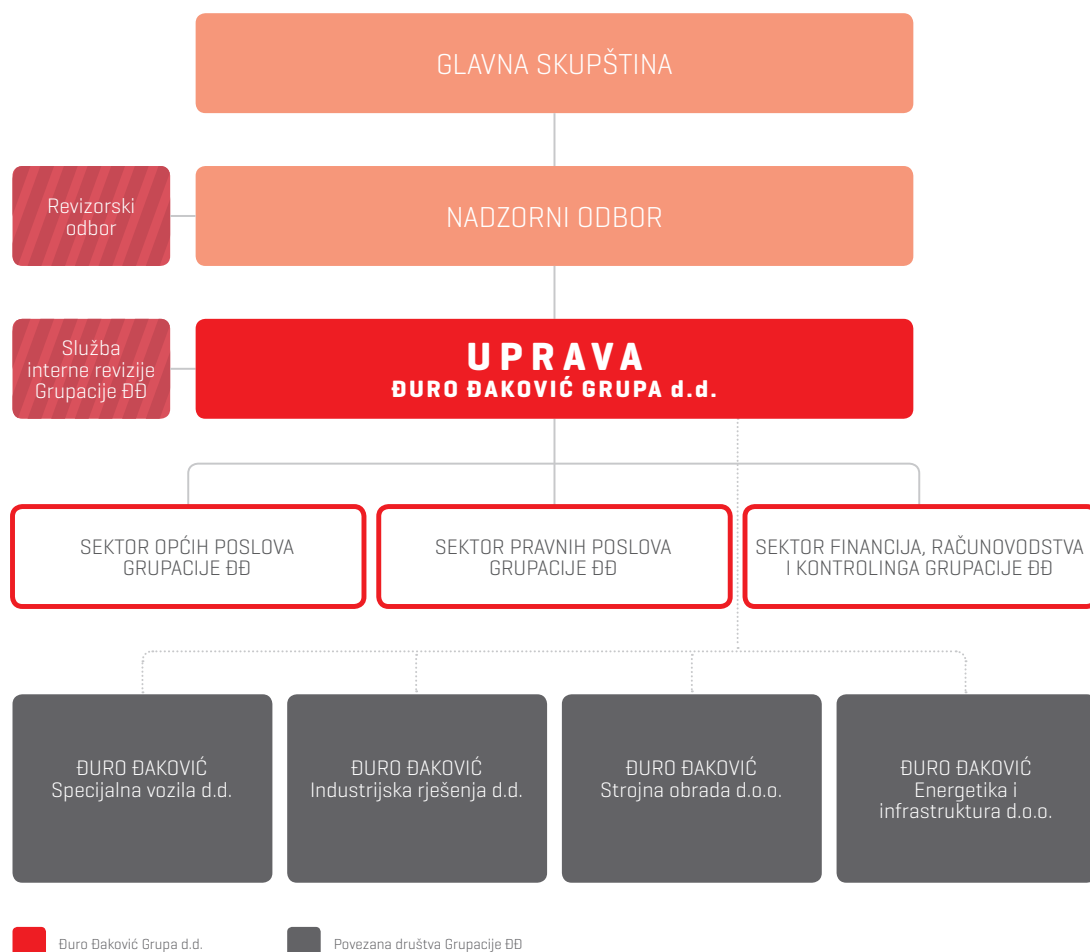 GLAVNA SKUPŠTINA
Revizorski
odbor
NADZORNI ODBOR
Služba
interne revizije
Grupacije ĐĐ
UPRAVA
ĐURO ĐAKOVIĆ GRUPA d.d.
SEKTOR OPĆIH POSLOVA
GRUPACIJE ĐĐ
SEKTOR PRAVNIH POSLOVA
GRUPACIJE ĐĐ
SEKTOR FINANCIJA, RAČUNOVODSTVA
I KONTROLINGA GRUPACIJE ĐĐ
ĐURO ĐAKOVIĆ
Specijalna vozila d.d.
ĐURO ĐAKOVIĆ
Industrijska rješenja d.d.
ĐURO ĐAKOVIĆ
Strojna obrada d.o.o.
ĐURO ĐAKOVIĆ
Energetika i
infrastruktura d.o.o.
Đuro Đaković Grupa d.d.
Povezana društva Grupacije ĐĐ